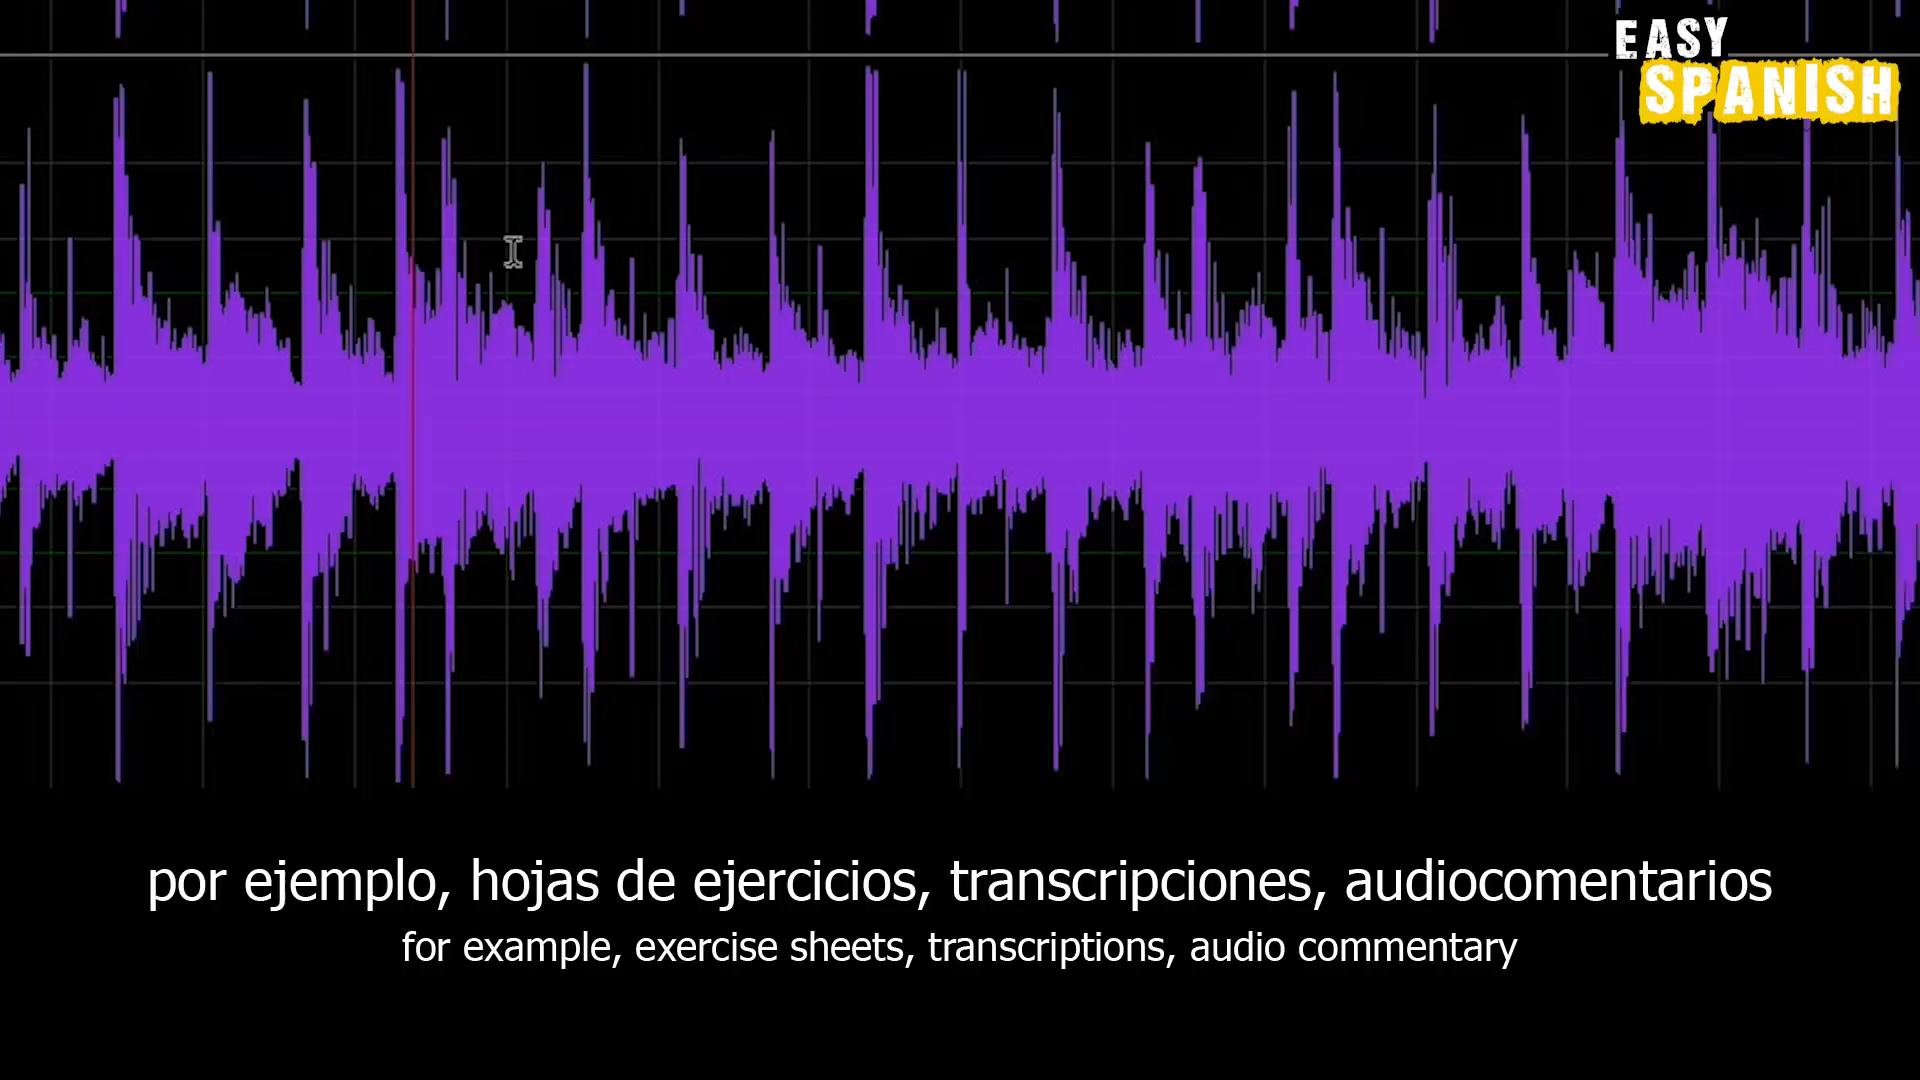 EASY
SPANISH
por ejemplo, hojas de ejercicios, transcripciones, audiocomentarios
for example, exercise sheets, transcriptions, audio commentary